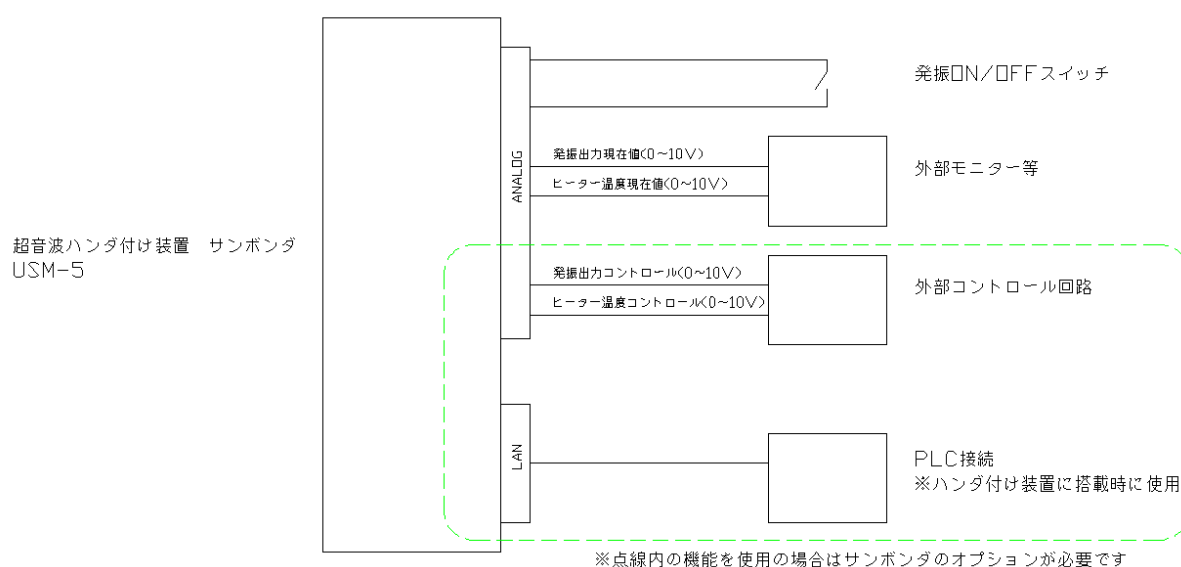 発振ON/OFFスイッチ
発振出力現在値(0~10V)
ヒーター温度現在値(0~10V)
外部モニター等
ANALOG
超音波ハンダ付け装置 サンボンダ
USM-5
発振出力コントロール(0~10V)
ヒーター温度コントロール(0~10V)
外部コントロール回路
LAN
PLC接続
※ハンダ付け装置に搭載時に使用
※点線内の機能を使用の場合はサンボンダのオプションが必要です